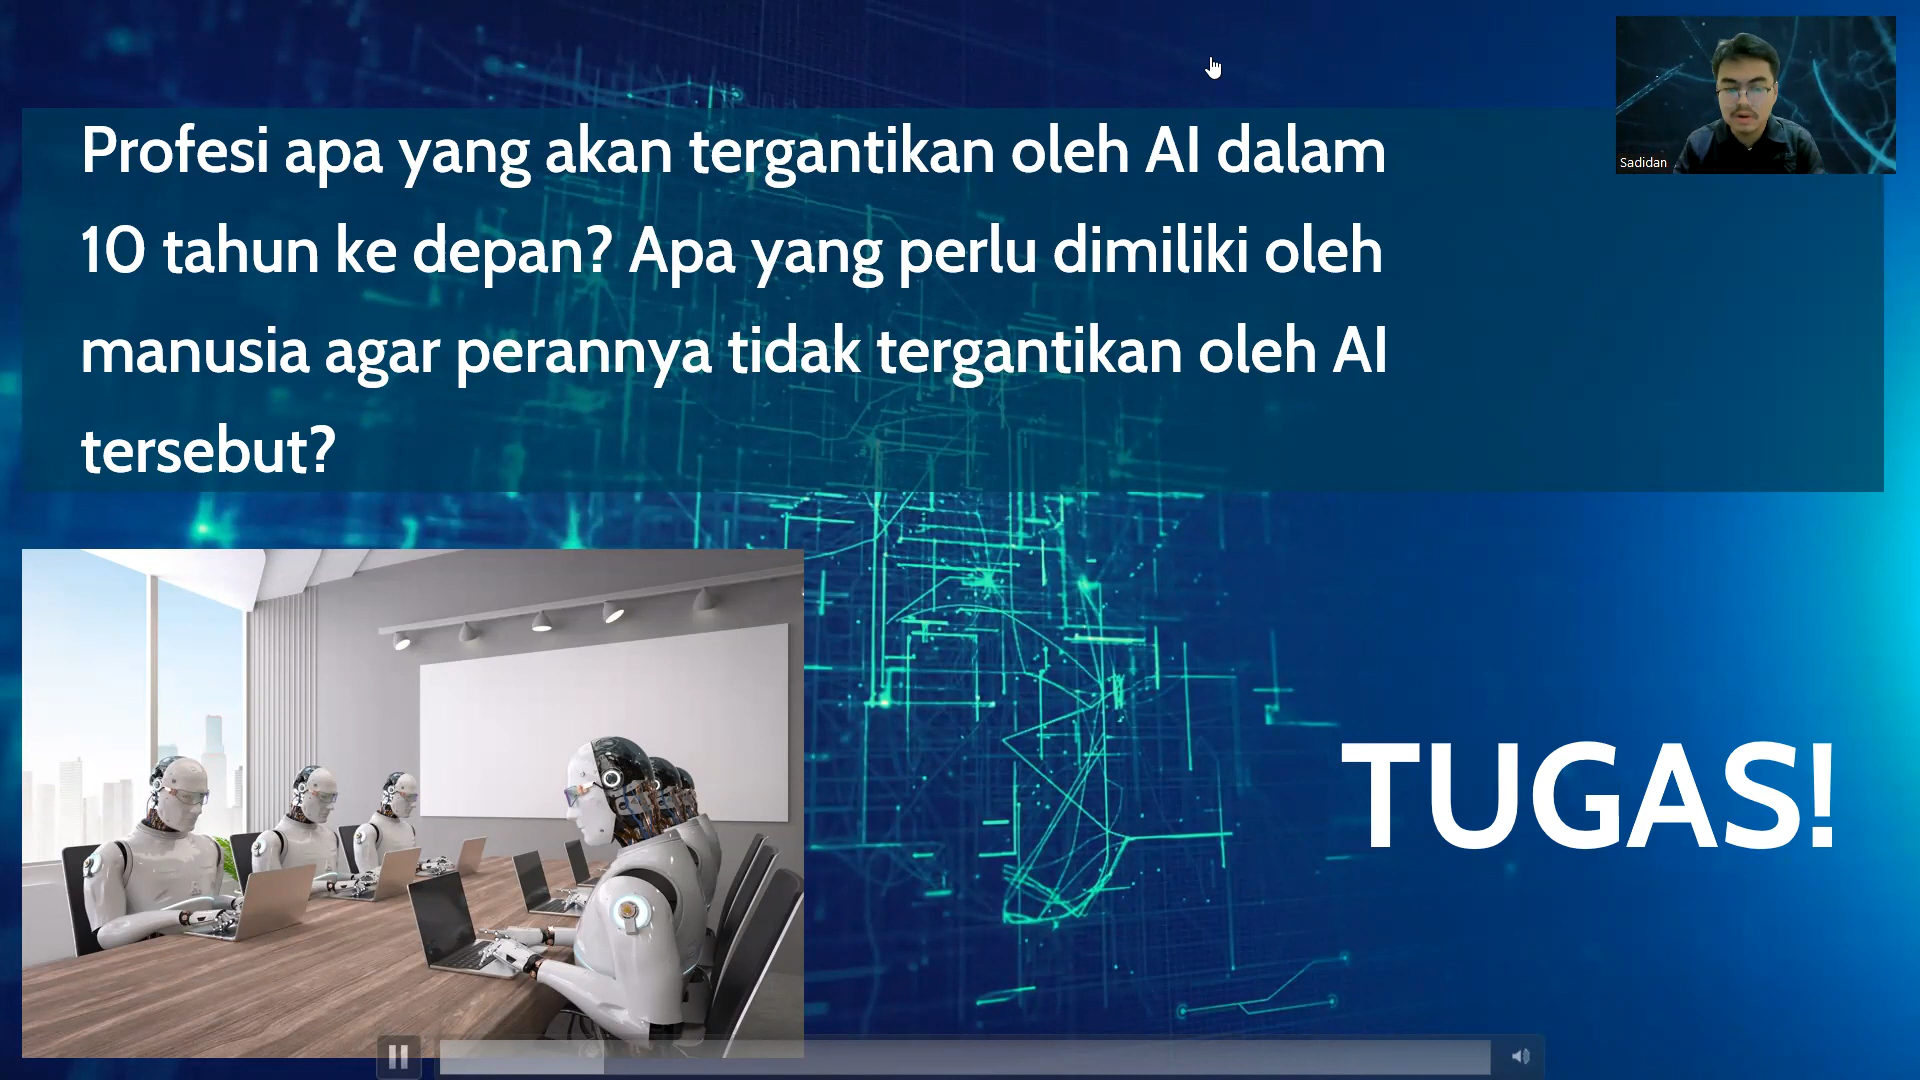 Profesi apa yang akan tergantikan oleh AI dalam
10 tahun ke depan? Apa yang perlu dimiliki oleh
manusia agar perannya tidak tergantikan oleh AI
tersebut?
Sadidan
TUGAS!